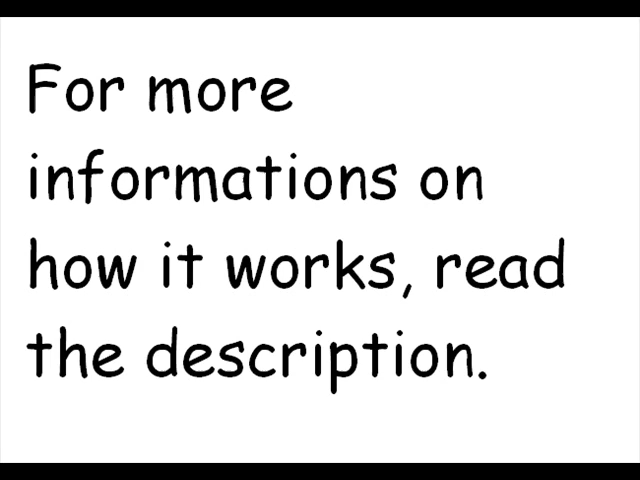 For more
informations on
how it works, read
the description.